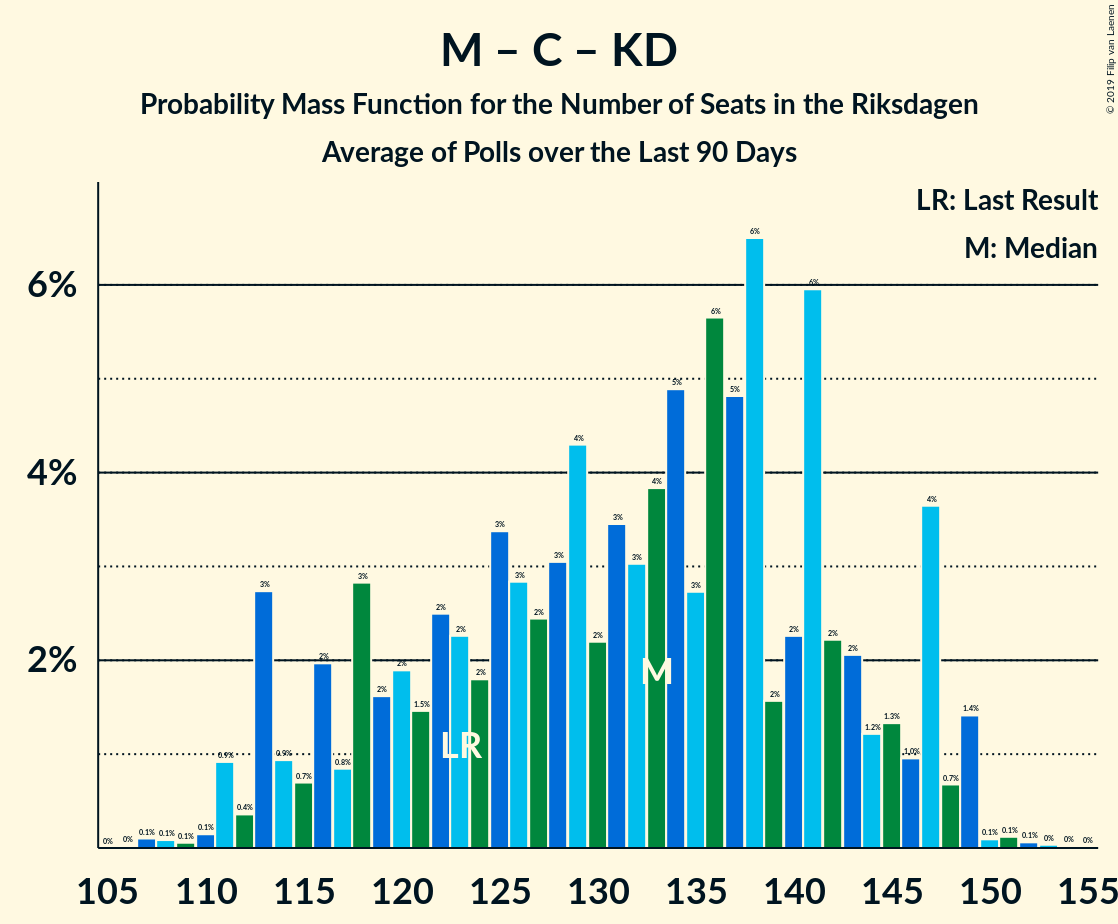 M – C – KD
Probability Mass Function for the Number of Seats in the Riksdagen
Average of Polls over the Last 90 Days
© 2019 Filip van Laenen
LR: Last Result
M: Median
6%
4%
2%
0% 0% 0.1% 0.1% 0.1% 0.1% 0.9% 0.4% 3% 0.9% 0.7% 2% 0.8% 3% 2% 2% 1.5% 2% 2% 2% 3% 3% 2% 3% 4% 2% 3% 3% 4% 5% 3% 6% 5% 6% 2% 2% 6% 2% 2% 1.2% 1.3% 1.0% 4% 0.7% 1.4% 0.1% 0.1% 0.1% 0% 0% 0%
M
LR
105 110 115 120 125 130 135 140 145 150 155